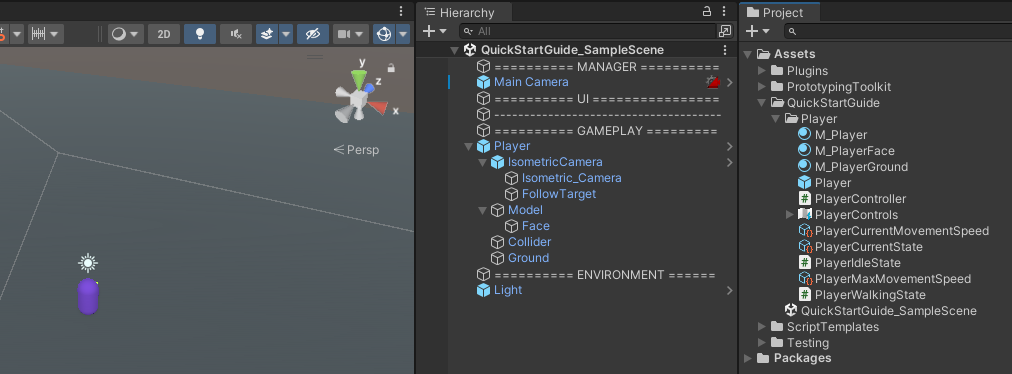 2D
y
z
x
Persp
Hierarchy
All
QuickStartGuide_SampleScene
========== MANAGER ==========
Main Camera
========== UI =================
---------------------------------------
========== GAMEPLAY =========
Player
IsometricCamera
Isometric_Camera
FollowTarget
Model
Face
Collider
Ground
========== ENVIRONMENT ======
Light
Project
Assets
Plugins
PrototypingToolkit
QuickStartGuide
Player
M_Player
M_PlayerFace
M_PlayerGround
Player
PlayerController
PlayerControls
PlayerCurrentMovementSpeed
PlayerCurrentState
PlayerIdleState
PlayerMaxMovementSpeed
PlayerWalkingState
QuickStartGuide_SampleScene
ScriptTemplates
Testing
Packages